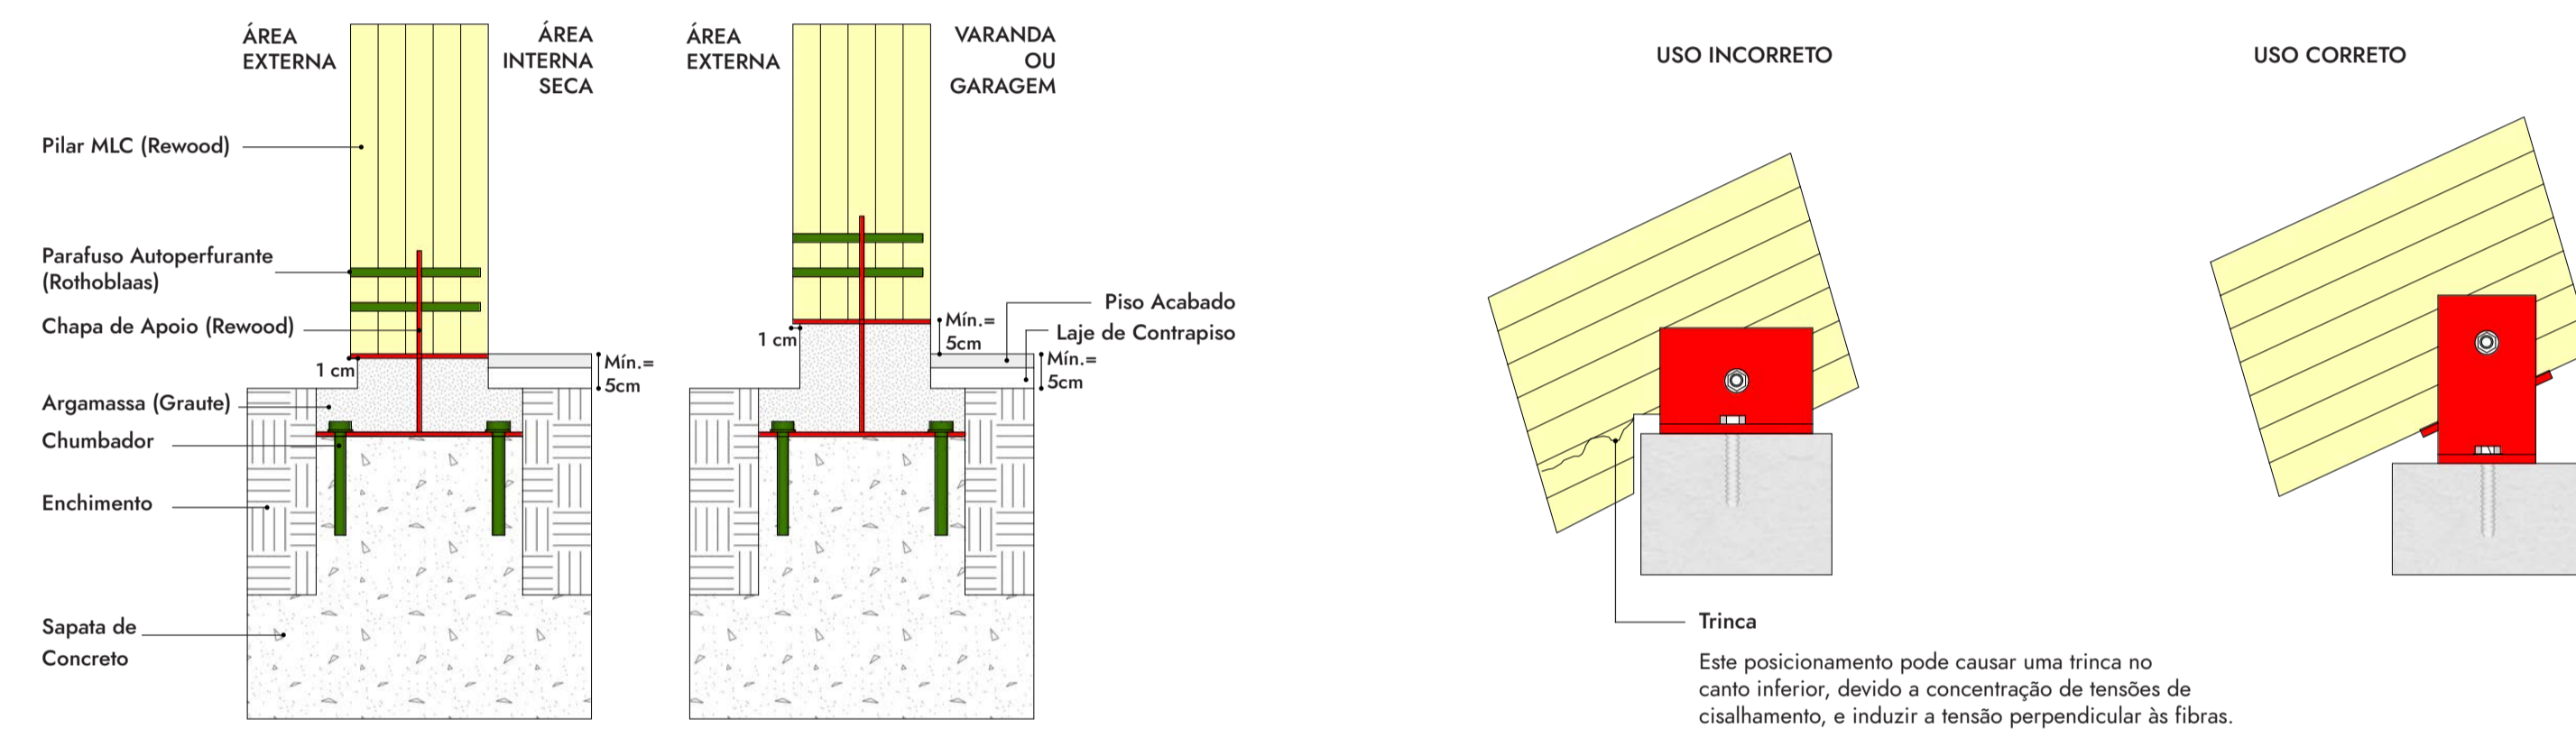 ÁREA
EXTERNA
ÁREA
INTERNA
SECA
Pilar MLC (Rewood)
Parafuso Autoperfurante
(Rothoblaas)
Chapa de Apoio (Rewood)
1 cm
Mín.=
5cm
Argamassa (Graute)
Chumbador
Enchimento
Sapata de
Concreto
ÁREA
EXTERNA
VARANDA
OU
GARAGEM
1 cm
Mín.=
5cm
Piso Acabado
Laje de Contrapiso
Mín.=
5cm
USO INCORRETO
Trinca
Este posicionamento pode causar uma trinca no
canto inferior, devido a concentração de tensões de
cisalhamento, e induzir a tensão perpendicular às fibras.
USO CORRETO